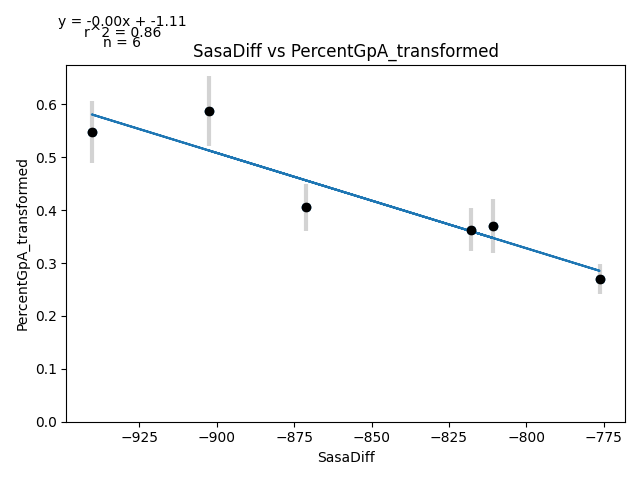 y = -0.00x + -1.11
r^2 = 0.86
n = 6
SasaDiff vs PercentGpA_transformed
PercentGpA_transformed
0.6
0.5
0.4
0.3
0.2
0.1
0.0
−925 −900 −875 −850 −825 −800 −775
SasaDiff